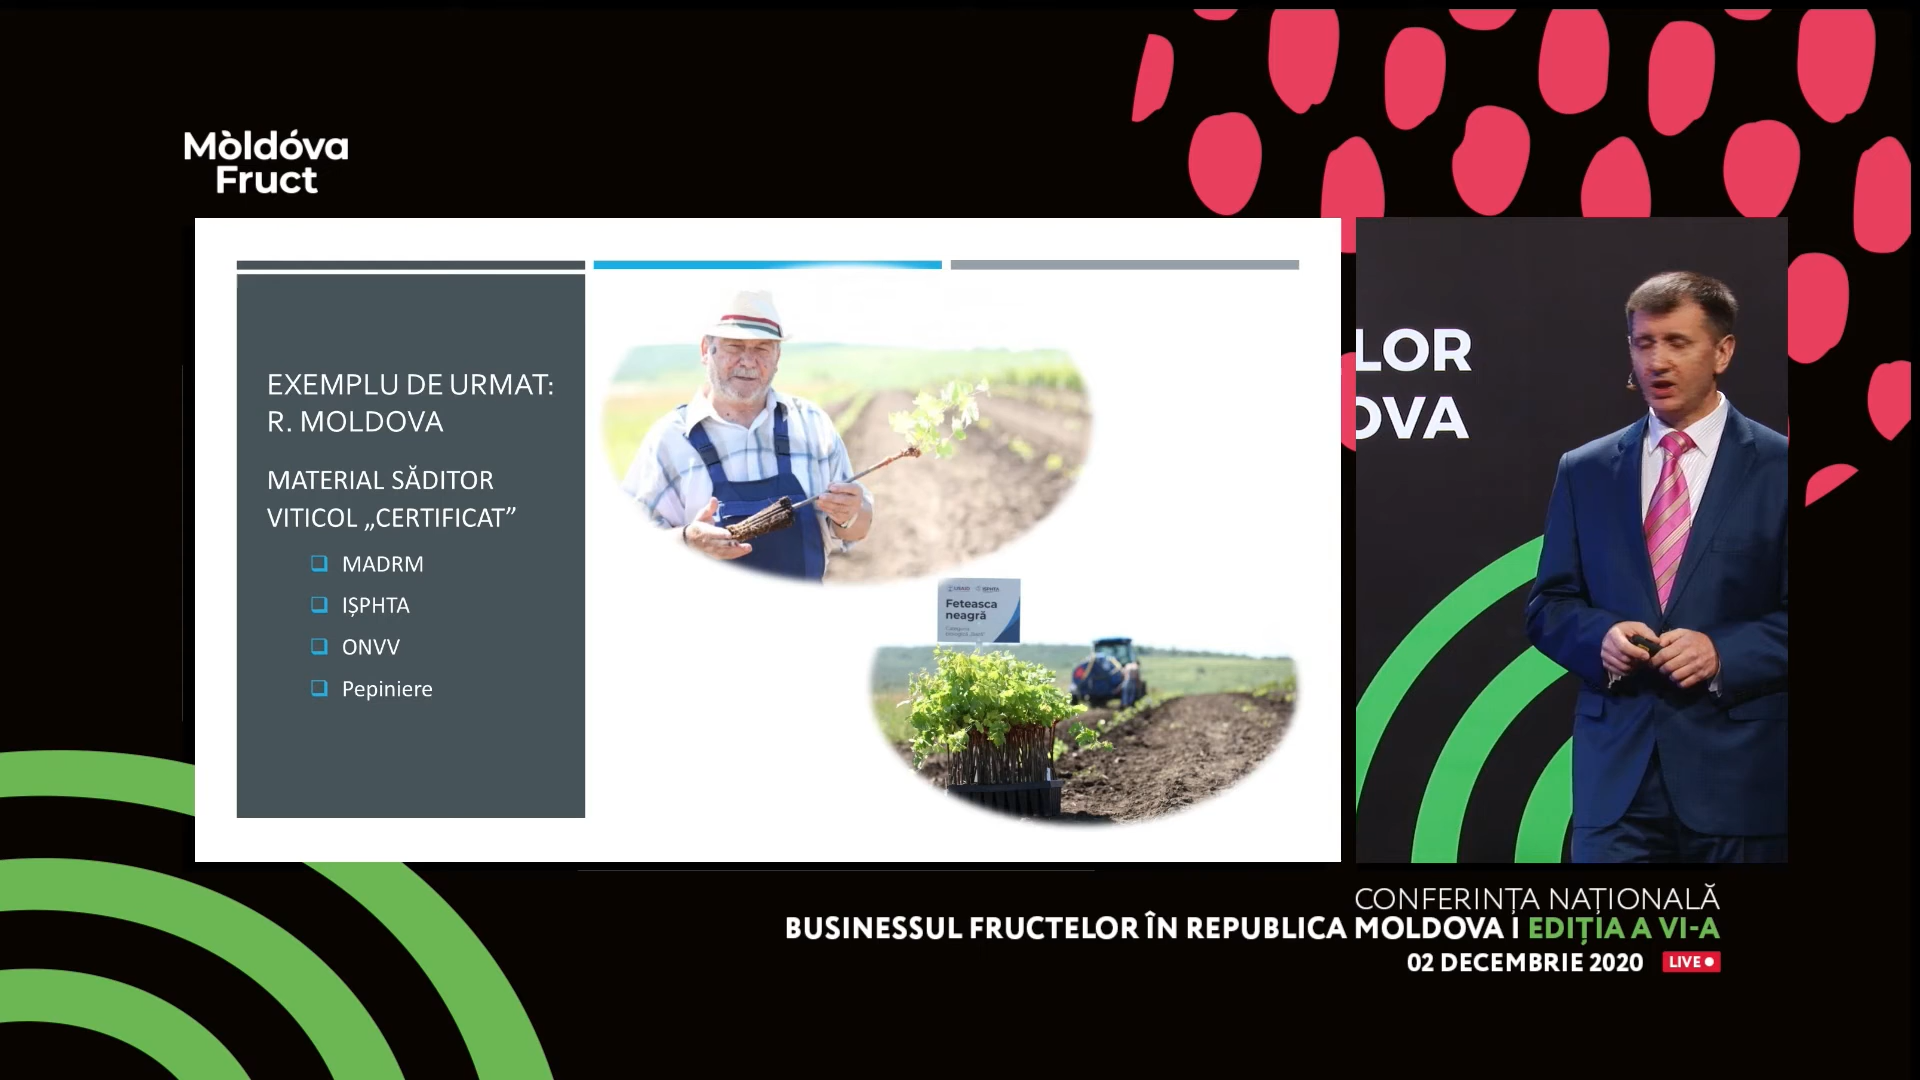 Mòldóva
Fruct
EXEMPLU DE URMAT:
R. MOLDOVA
MATERIAL SĂDITOR
VITICOL „CERTIFICAT”
❑ MADRM
❑ IȘPHTA
❑ ONVV
❑ Pepiniere
Feteasca
neagră
LOR
OVA
CONFERINȚA NAȚIONALĂ
BUSINESSUL FRUCTELOR ÎN REPUBLICA MOLDOVA | EDIȚIA A VI-A
02 DECEMBRIE 2020 LIVE